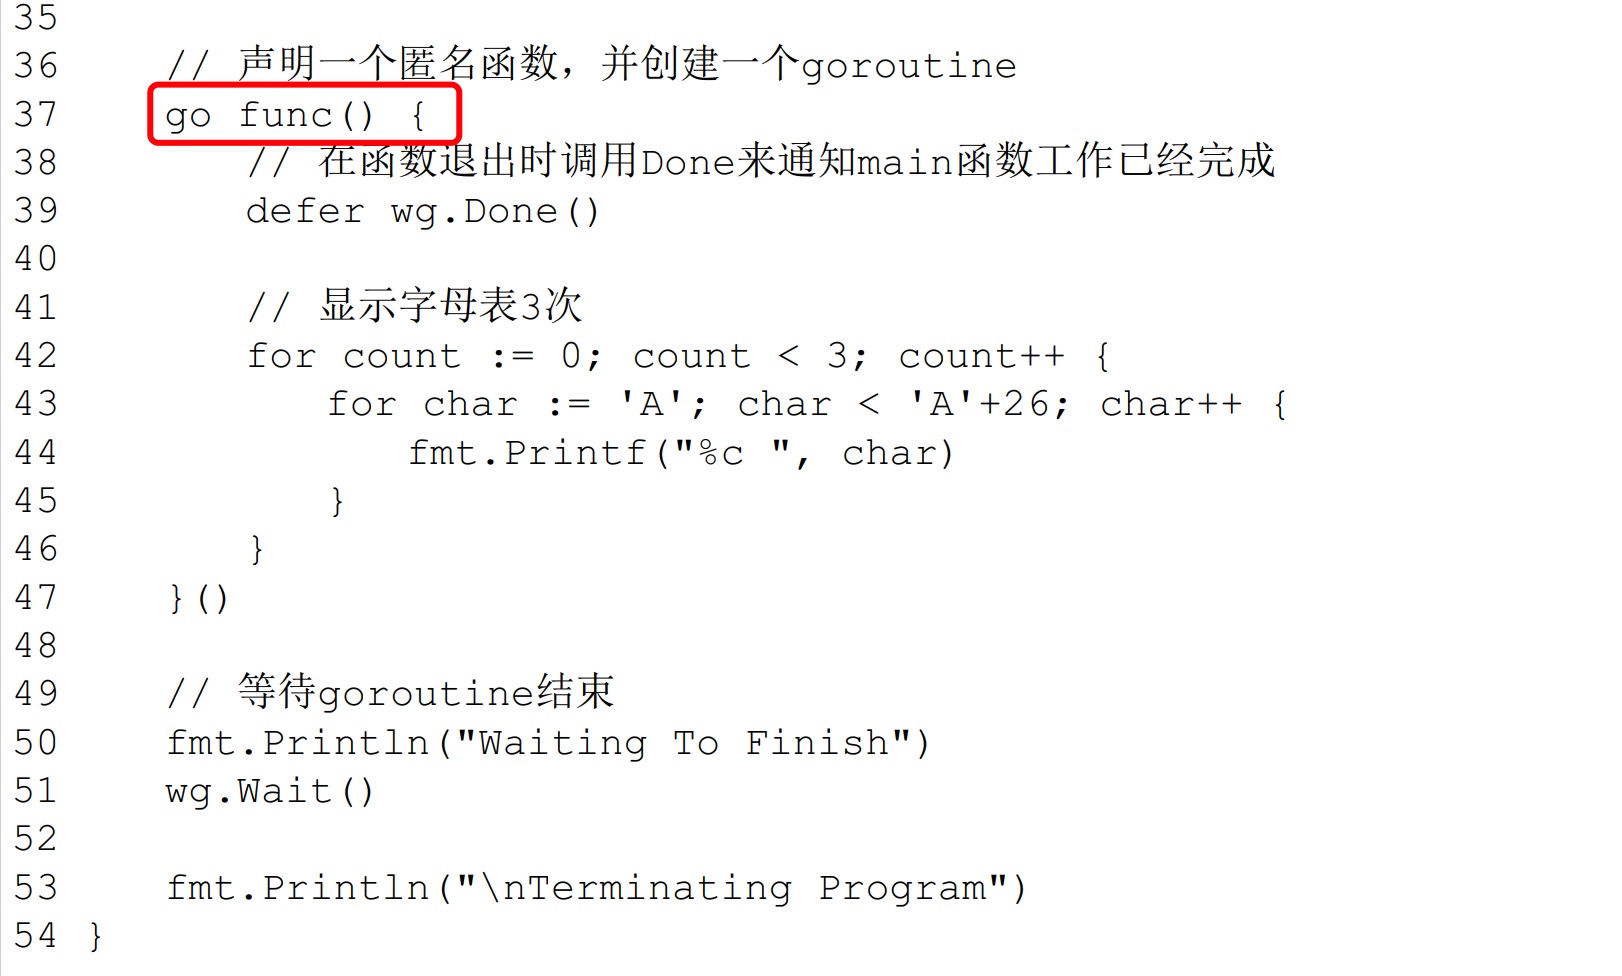 35
36 // 声明一个匿名函数，并创建一个goroutine
37 go func() {
38 // 在函数退出时调用Done来通知main函数工作已经完成
39 defer wg.Done()
40
41 // 显示字母表3次
42 for count := 0; count < 3; count++ {
43 for char := 'A'; char < 'A'+26; char++ {
44 fmt.Printf("%c ", char)
45 }
46 }
47 }()
48
49 // 等待goroutine结束
50 fmt.Println("Waiting To Finish")
51 wg.Wait()
52
53 fmt.Println("\nTerminating Program")
54 }